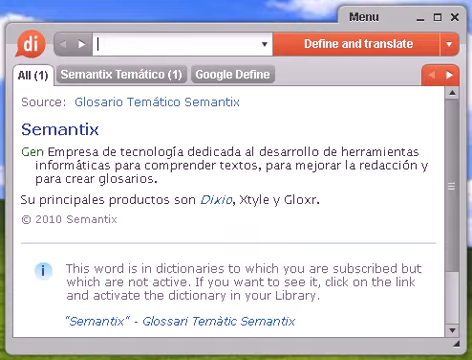 Menu
di
Define and translate
All (1)
Semantix Temático (1)
Google Define
Source: Glosario Temático Semantix
Semantix
Gen Empresa de tecnología dedicada al desarrollo de herramientas
informáticas para comprender textos, para mejorar la redacción y
para crear glosarios.
Su principales productos son Dixio, Xtyle y Gloxr.
© 2010 Semantix
i
This word is in dictionaries to which you are subscribed but
which are not active. If you want to see it, click on the link
and activate the dictionary in your Library.
"Semantix" - Glossari Temàtic Semantix